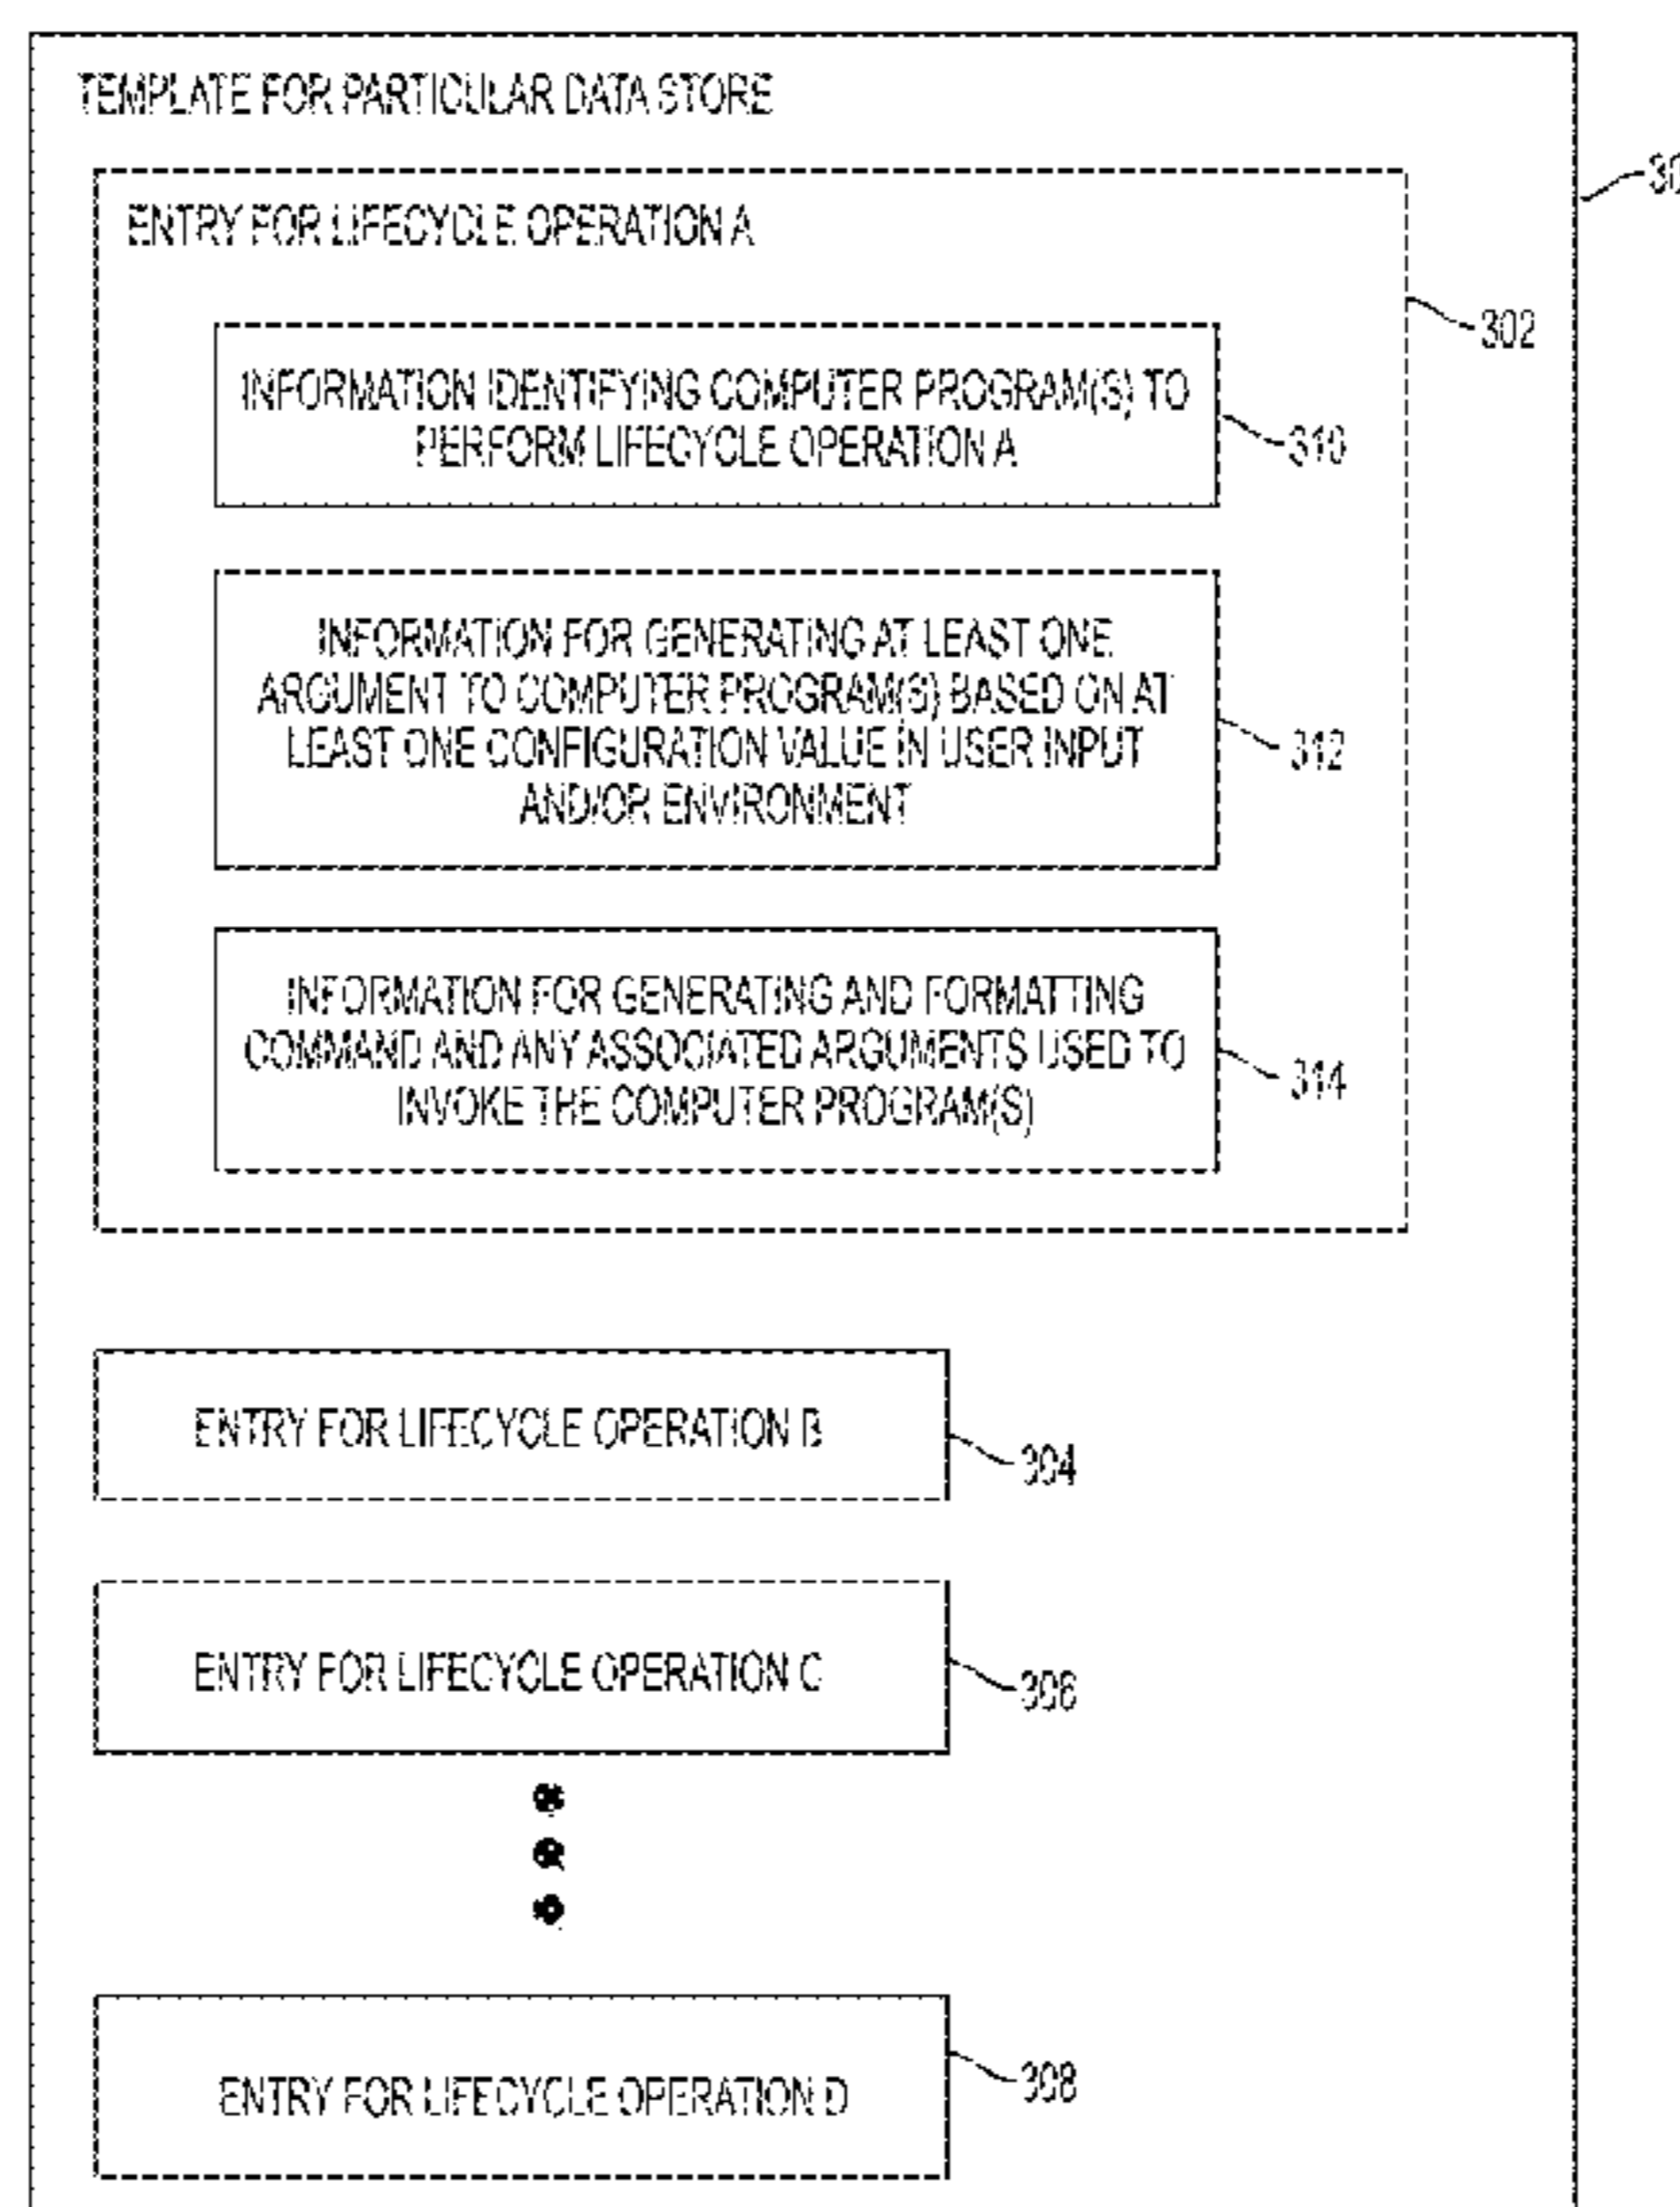 TEMPLATE FOR PARTICULAR DATA STORE
ENTRY FOR LIFECYCLE OPERATION A
302
INFORMATION IDENTIFYING COMPUTER PROGRAM(S) TO
PERFORM LIFECYCLE OPERATION A
310
INFORMATION FOR GENERATING AT LEAST ONE
ARGUMENT TO COMPUTER PROGRAM(S) BASED ON AT
LEAST ONE CONFIGURATION VALUE IN USER INPUT
AND/OR ENVIRONMENT
312
INFORMATION FOR GENERATING AND FORMATTING
COMMAND AND ANY ASSOCIATED ARGUMENTS USED TO
INVOKE THE COMPUTER PROGRAM(S)
314
ENTRY FOR LIFECYCLE OPERATION B
304
ENTRY FOR LIFECYCLE OPERATION C
306
ENTRY FOR LIFECYCLE OPERATION D
308